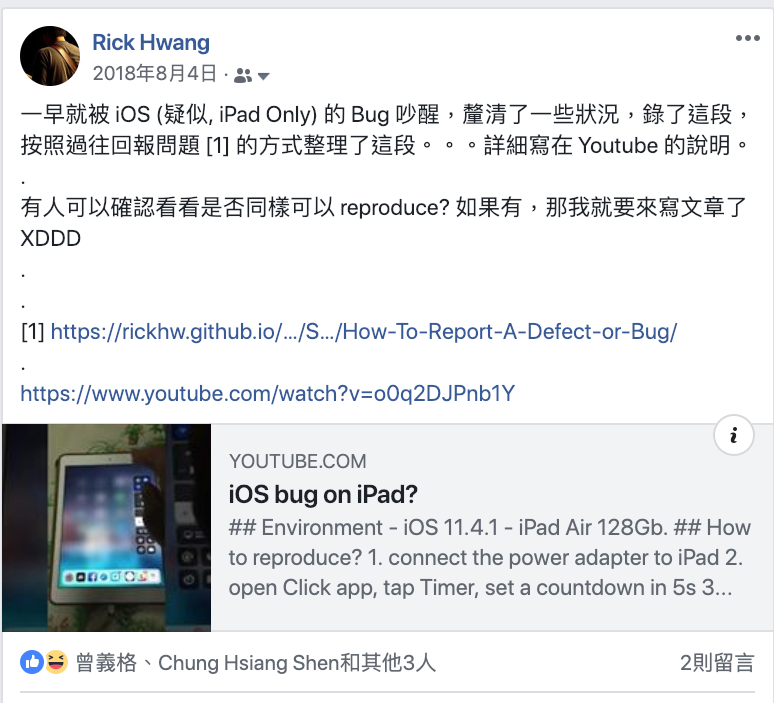 Rick Hwang
2018年8月4日 ·
一早就被 iOS (疑似, iPad Only) 的 Bug 吵醒，釐清了一些狀況，錄了這段，
按照過往回報問題 [1] 的方式整理了這段。。。詳細寫在 Youtube 的說明。
.
有人可以確認看看是否同樣可以 reproduce? 如果有，那我就要來寫文章了
XDDD
.
.
[1] https://rickhw.github.io/.../S.../How-To-Report-A-Defect-or-Bug/
.
https://www.youtube.com/watch?v=o0q2DJPnb1Y
YOUTUBE.COM
iOS bug on iPad?
## Environment - iOS 11.4.1 - iPad Air 128Gb. ## How
to reproduce? 1. connect the power adapter to iPad 2.
open Click app, tap Timer, set a countdown in 5s 3...
曾義格、Chung Hsiang Shen和其他3人
2則留言